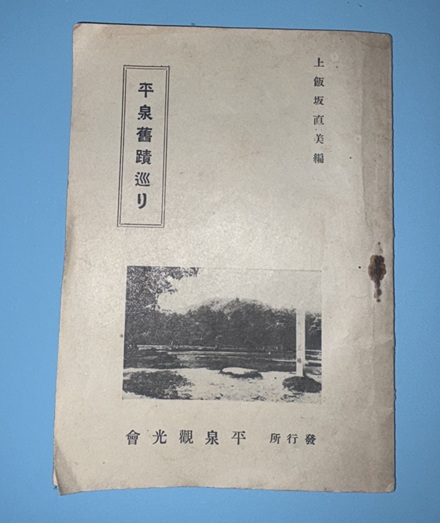 上飯坂直美編
平泉舊蹟巡り
發行所 平泉觀光會